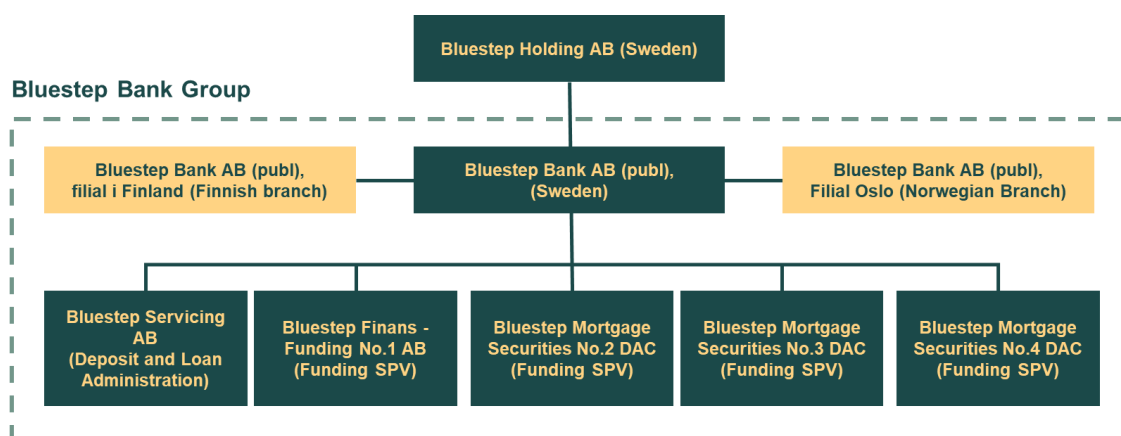 Bluestep Holding AB (Sweden)
Bluestep Bank Group
Bluestep Bank AB (publ),
filial i Finland (Finnish branch)
Bluestep Bank AB (publ),
(Sweden)
Bluestep Bank AB (publ),
Filial Oslo (Norwegian Branch)
Bluestep Servicing
AB
(Deposit and Loan
Administration)
Bluestep Finans -
Funding No.1 AB
(Funding SPV)
Bluestep Mortgage
Securities No.2 DAC
(Funding SPV)
Bluestep Mortgage
Securities No.3 DAC
(Funding SPV)
Bluestep Mortgage
Securities No.4 DAC
(Funding SPV)